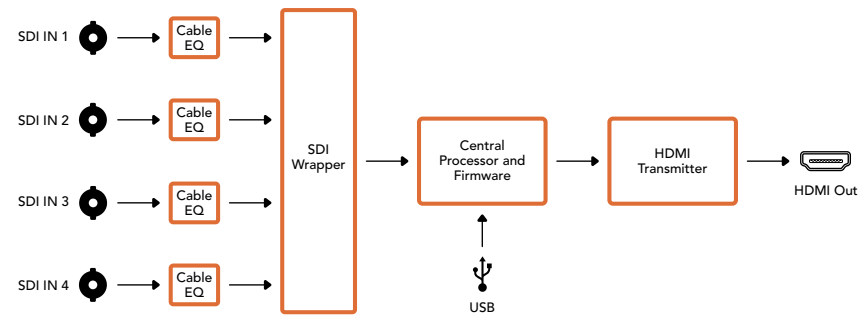 SDI IN 1
Cable
EQ
SDI IN 2
Cable
EQ
SDI IN 3
Cable
EQ
SDI IN 4
Cable
EQ
SDI
Wrapper
Central
Processor and
Firmware
USB
HDMI
Transmitter
HDMI Out